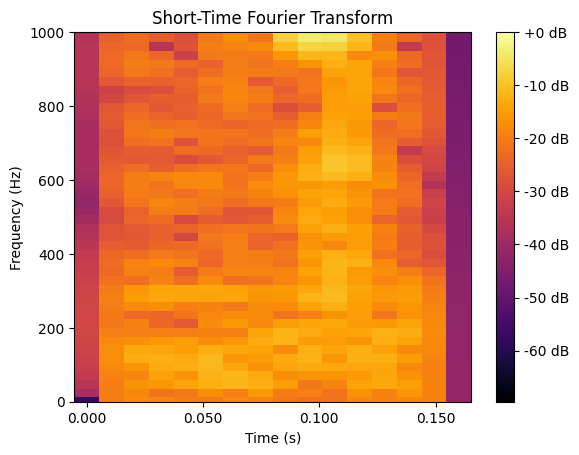 Short-Time Fourier Transform
1000
800
600
400
200
0
Frequency (Hz)
0.000
0.050
0.100
0.150
Time (s)
+0 dB
-10 dB
-20 dB
-30 dB
-40 dB
-50 dB
-60 dB